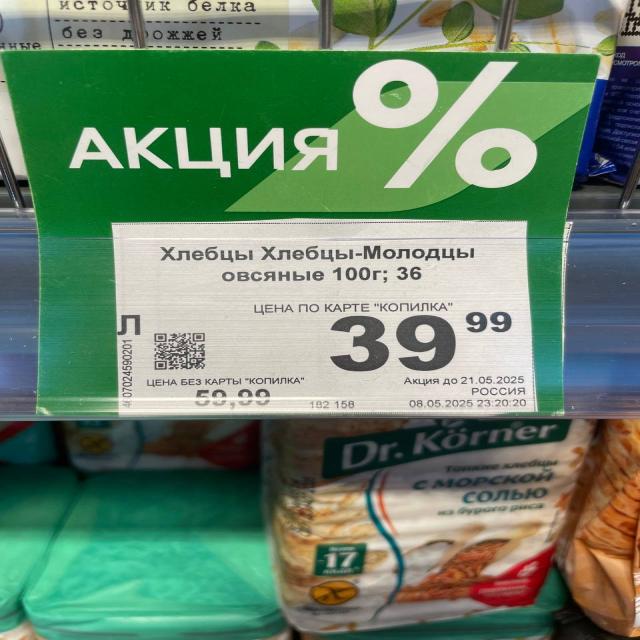 источник белка
без дрожжей
АКЦИЯ %
Хлебцы Хлебцы-Молодцы
овсяные 100г; 36
ЦЕНА ПО КАРТЕ "КОПИЛКА"
39 99
Л
ЦЕНА БЕЗ КАРТЫ "КОПИЛКА"
59,99
182 158
Акция до 21.05.2025
РОССИЯ
08.05.2025 23:20:20
Dr. Körner
Тонкие хлебцы
С МОРСКОЙ
СОЛЬЮ
из бурого риса
17